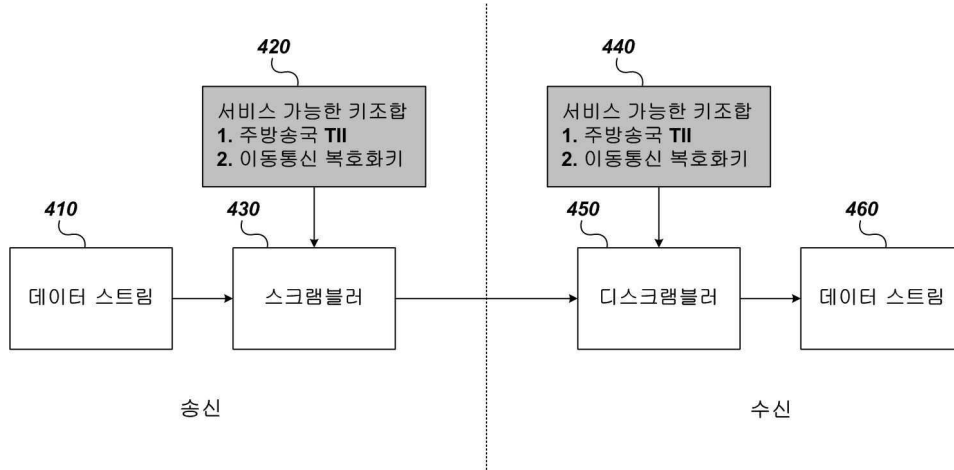 420
서비스 가능한 키조합
1. 주방송국 TII
2. 이동통신 복호화키
440
서비스 가능한 키조합
1. 주방송국 TII
2. 이동통신 복호화키
410
데이터 스트림
430
스크램블러
450
디스크램블러
460
데이터 스트림
송신
수신